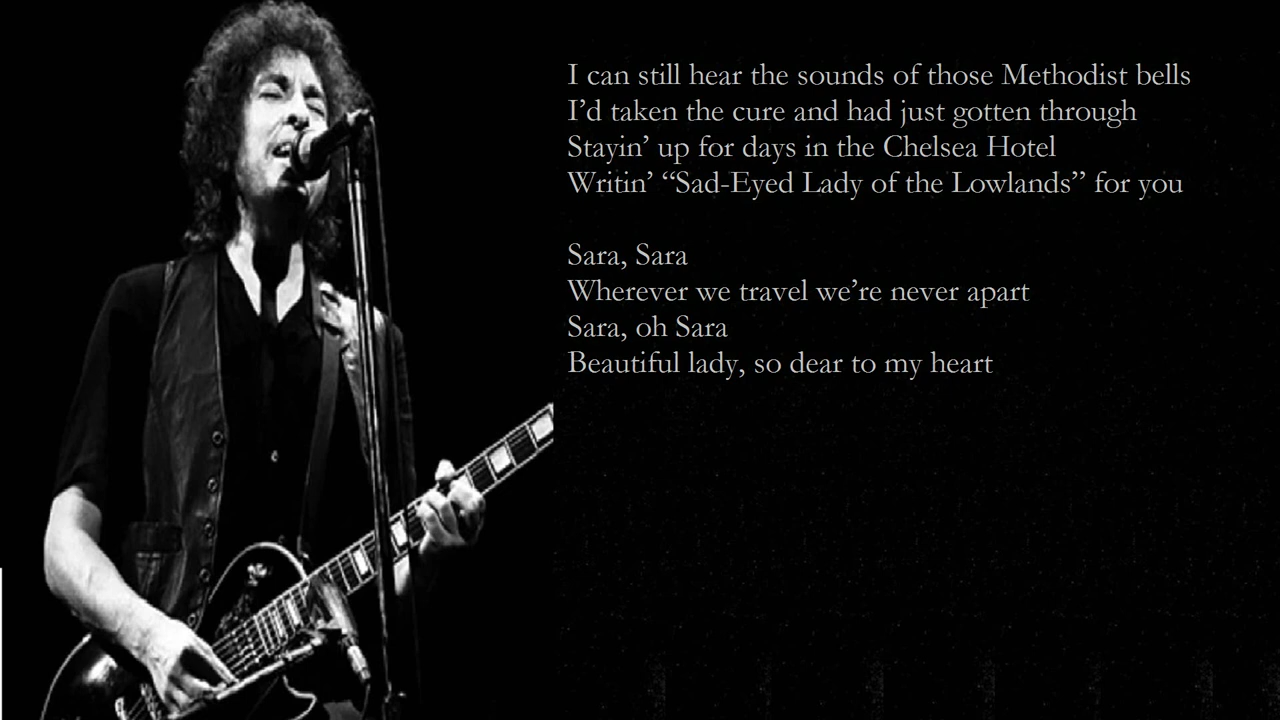 I can still hear the sounds of those Methodist bells
I’d taken the cure and had just gotten through
Stayin’ up for days in the Chelsea Hotel
Writin’ “Sad-Eyed Lady of the Lowlands” for you
Sara, Sara
Wherever we travel we’re never apart
Sara, oh Sara
Beautiful lady, so dear to my heart